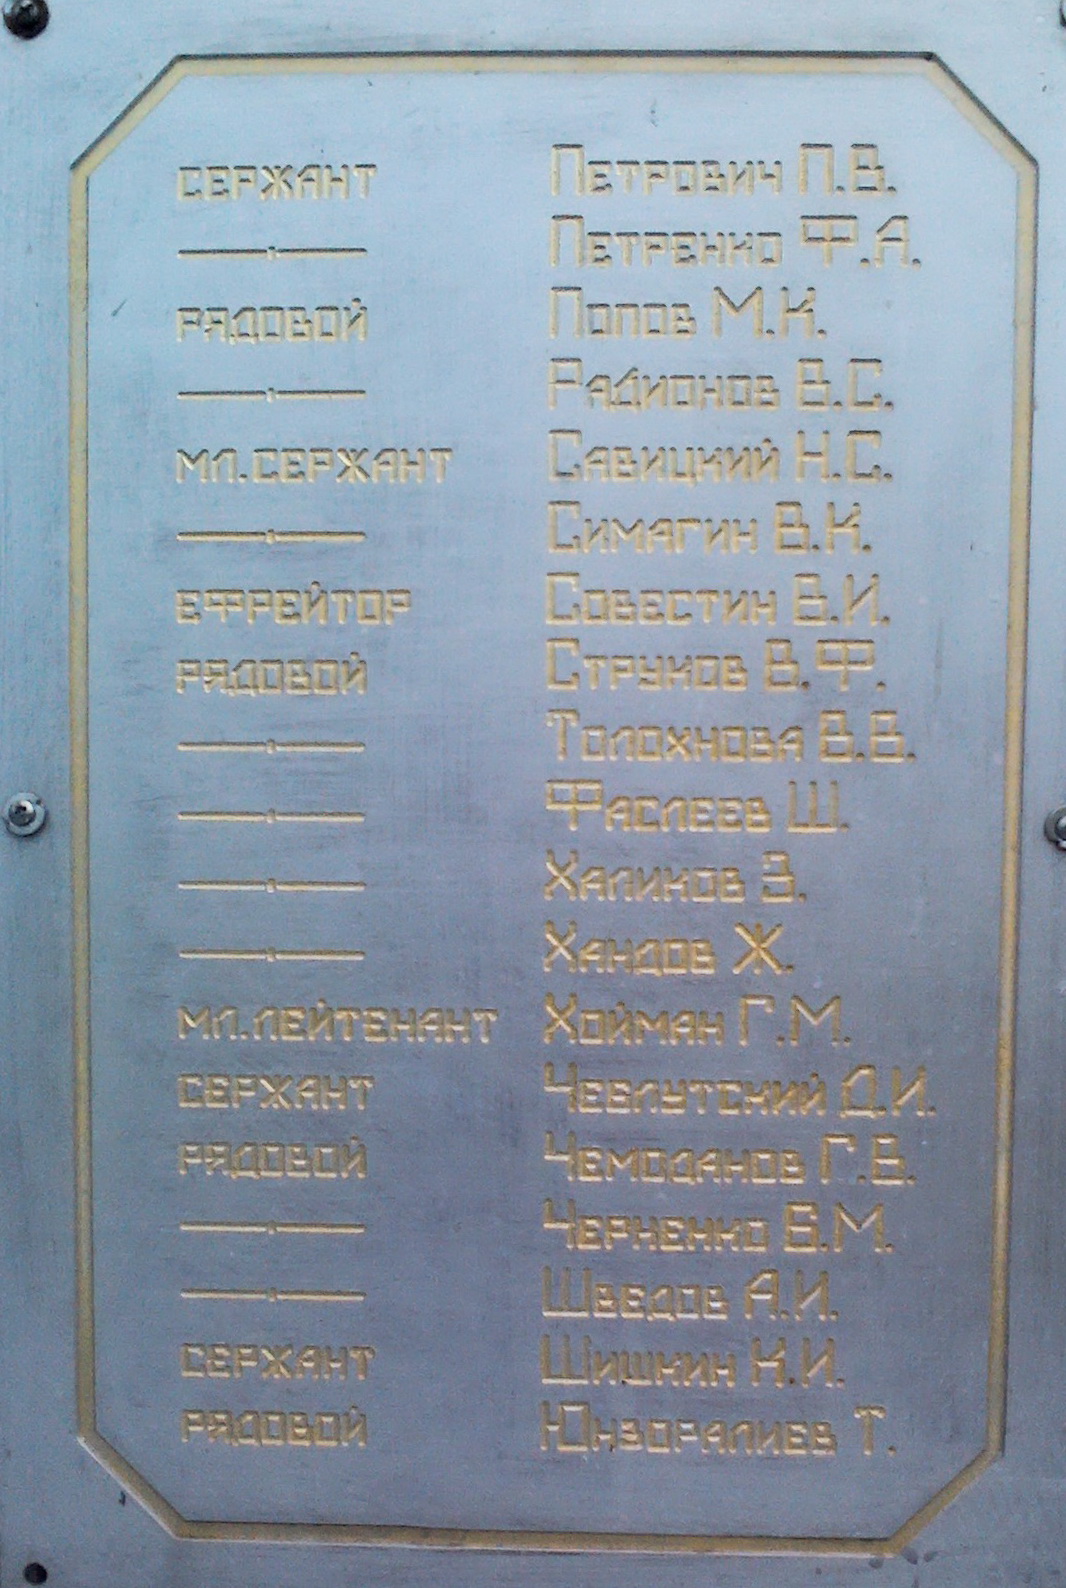 СЕРЖАНТ ПЕТРОВИЧ П.В.
—"— ПЕТРЕНКО Ф.А.
РЯДОВОЙ ПОПОВ М.К.
—"— РАДИОНОВ В.С.
МЛ.СЕРЖАНТ САВИЦКИЙ Н.С.
—"— СИМАГИН В.К.
ЕФРЕЙТОР СОВЕСТИН В.И.
РЯДОВОЙ СТРУКОВ В.Ф.
—"— ТОЛОХНОВА В.В.
—"— ФАСЛЕЕВ Ш.
—"— ХАЛИКОВ З.
—"— ХАНДОВ Ж.
МЛ.ЛЕЙТЕНАНТ ХОЙМАН Г.М.
СЕРЖАНТ ЧЕВЛУТСКИЙ Д.И.
РЯДОВОЙ ЧЕМОДАНОВ Г.В.
—"— ЧЕРНЕНКО Б.М.
—"— ШВЕДОВ А.И.
СЕРЖАНТ ШИШКИН К.И.
РЯДОВОЙ ЮНЗОРАЛИЕВ Т.